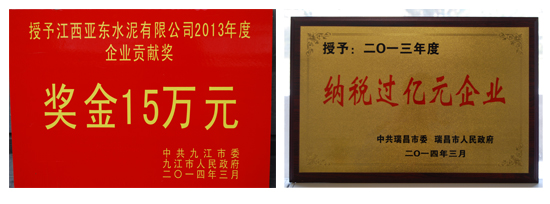 授予江西亚东水泥有限公司2013年度
企业贡献奖
奖金15万元
中共九江市委
九江市人民政府
二〇一四年三月
授予：二〇一三年度
纳税过亿元企业
中共瑞昌市委 瑞昌市人民政府
二〇一四年三月